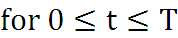 for 0 ≤ t ≤ T